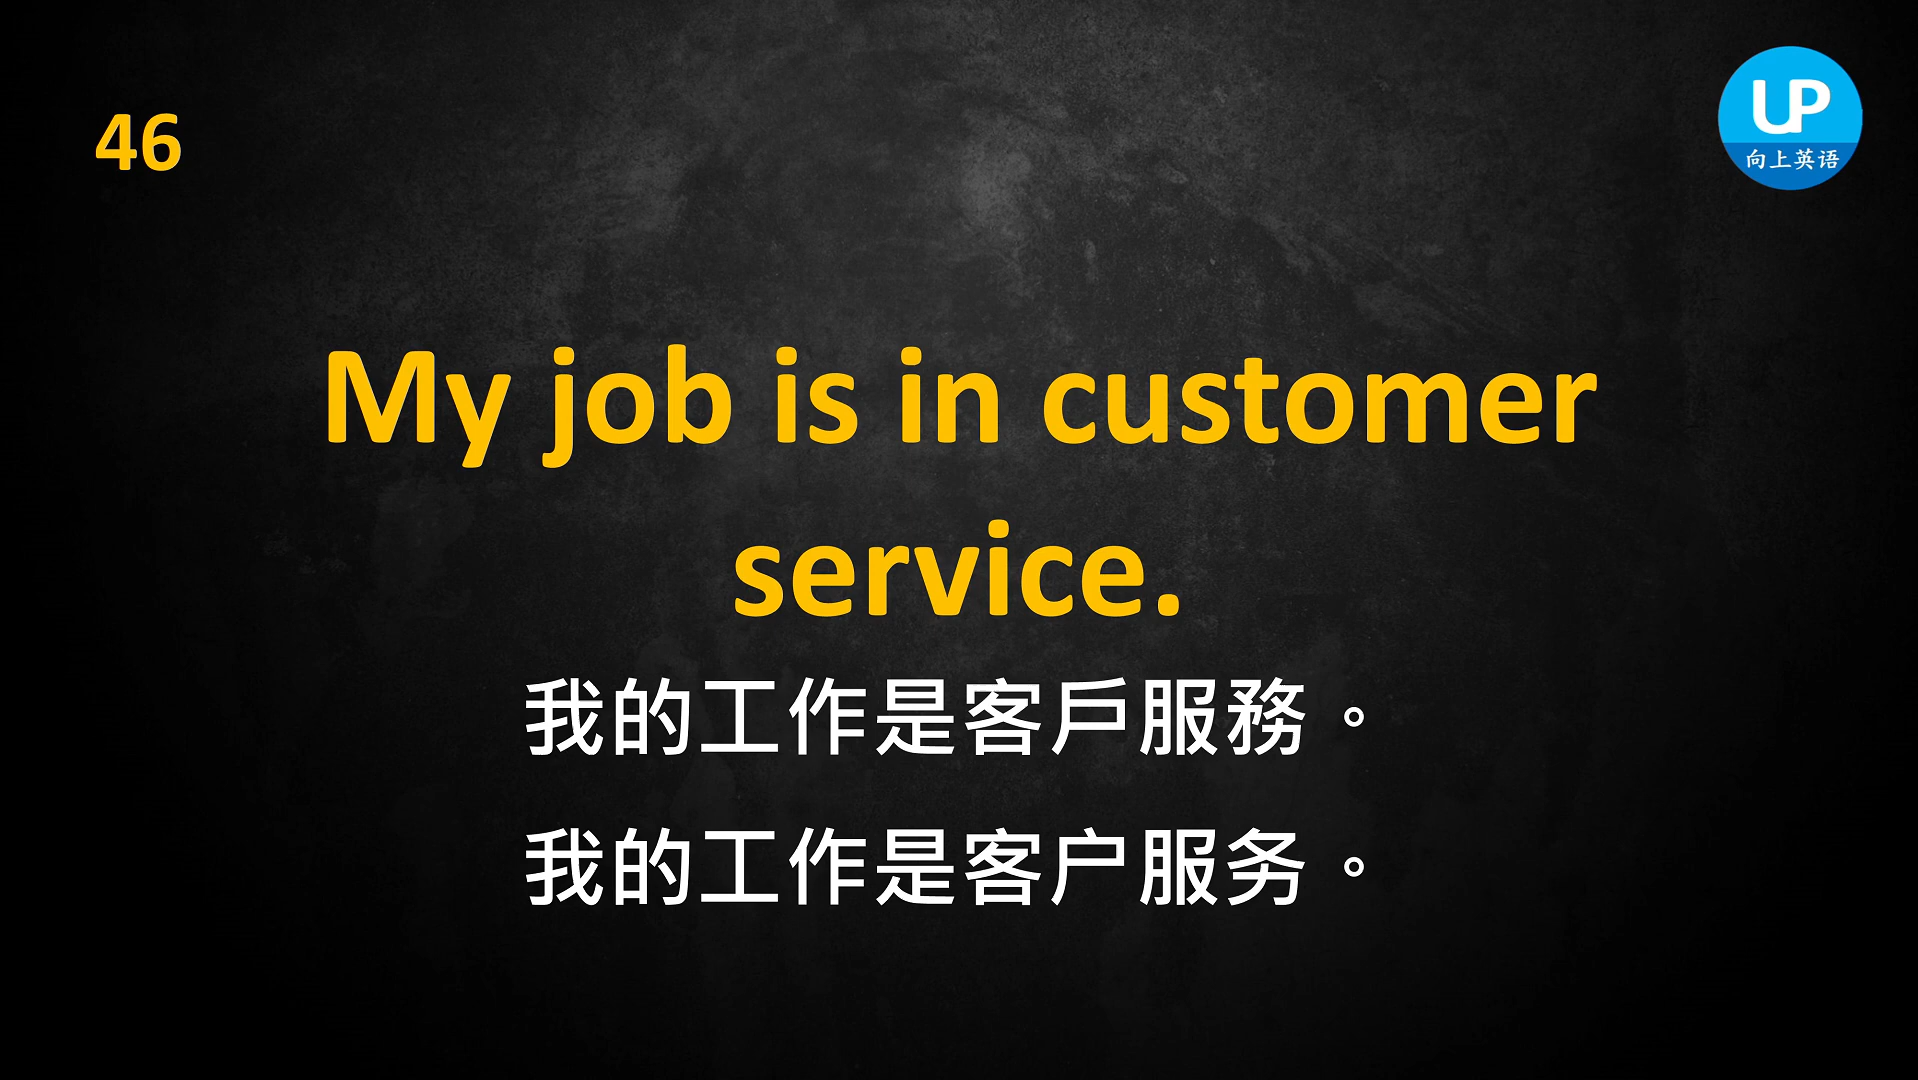 46
UP
向上英语
My job is in customer
service.
我的工作是客戶服務。
我的工作是客户服务。